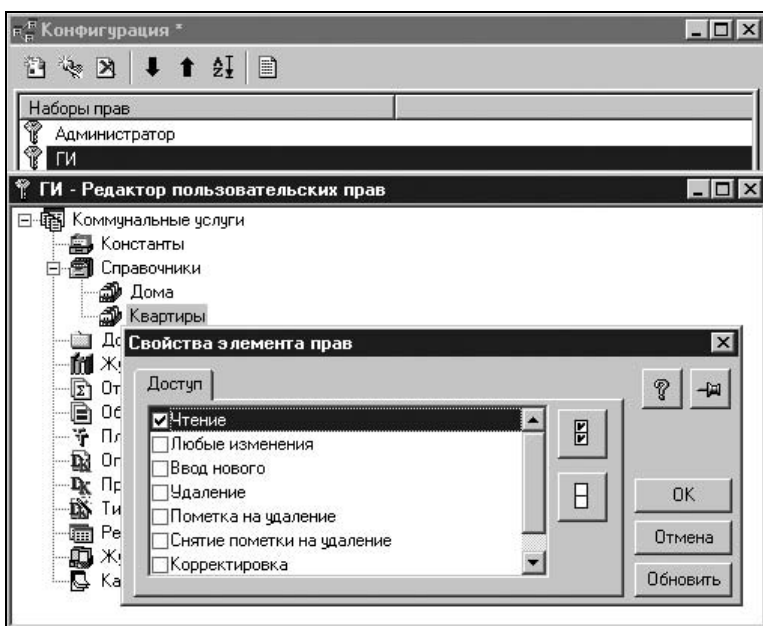 Конфигурация *
Наборы прав
Администратор
ГИ
ГИ - Редактор пользовательских прав
Коммунальные услуги
Константы
Справочники
Дома
Квартиры
Свойства элемента прав
Доступ
Чтение
Любые изменения
Ввод нового
Удаление
Пометка на удаление
Снятие пометки на удаление
Корректировка
OK
Отмена
Обновить